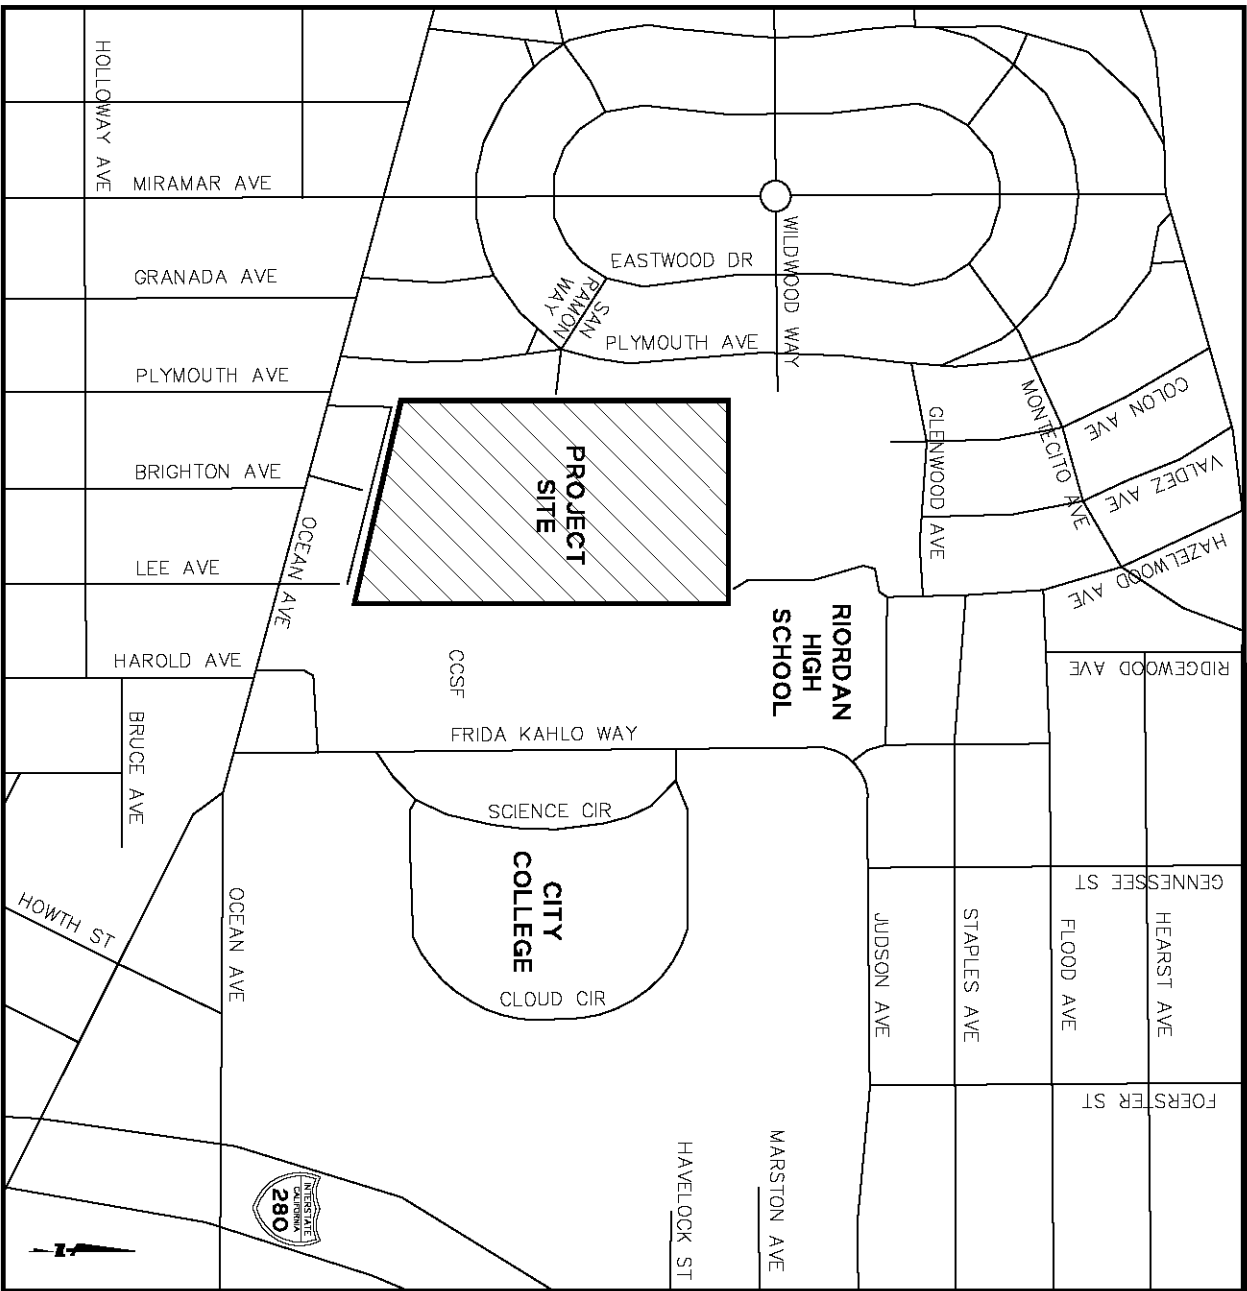 HOLLOWAY AVE
MIRAMAR AVE
GRANADA AVE
PLYMOUTH AVE
BRIGHTON AVE
LEE AVE
HAROLD AVE
BRUCE AVE
HOWTH ST
OCEAN AVE
OCEAN AVE
EASTWOOD DR
WILDWOOD WAY
SAN
RAMON
WAY
PLYMOUTH AVE
GLENWOOD AVE
MONTECITO AVE
COLON AVE
VALDEZ AVE
HAZELWOOD AVE
RIDGEWOOD AVE
PROJECT
SITE
RIORDAN
HIGH
SCHOOL
CCSF
FRIDA KAHLO WAY
SCIENCE CIR
CITY
COLLEGE
CLOUD CIR
GENNESSEE ST
JUDSON AVE
STAPLES AVE
FLOOD AVE
HEARST AVE
FOERSTER ST
MARSTON AVE
HAVELOCK ST
INTERSTATE
CALIFORNIA
280
N